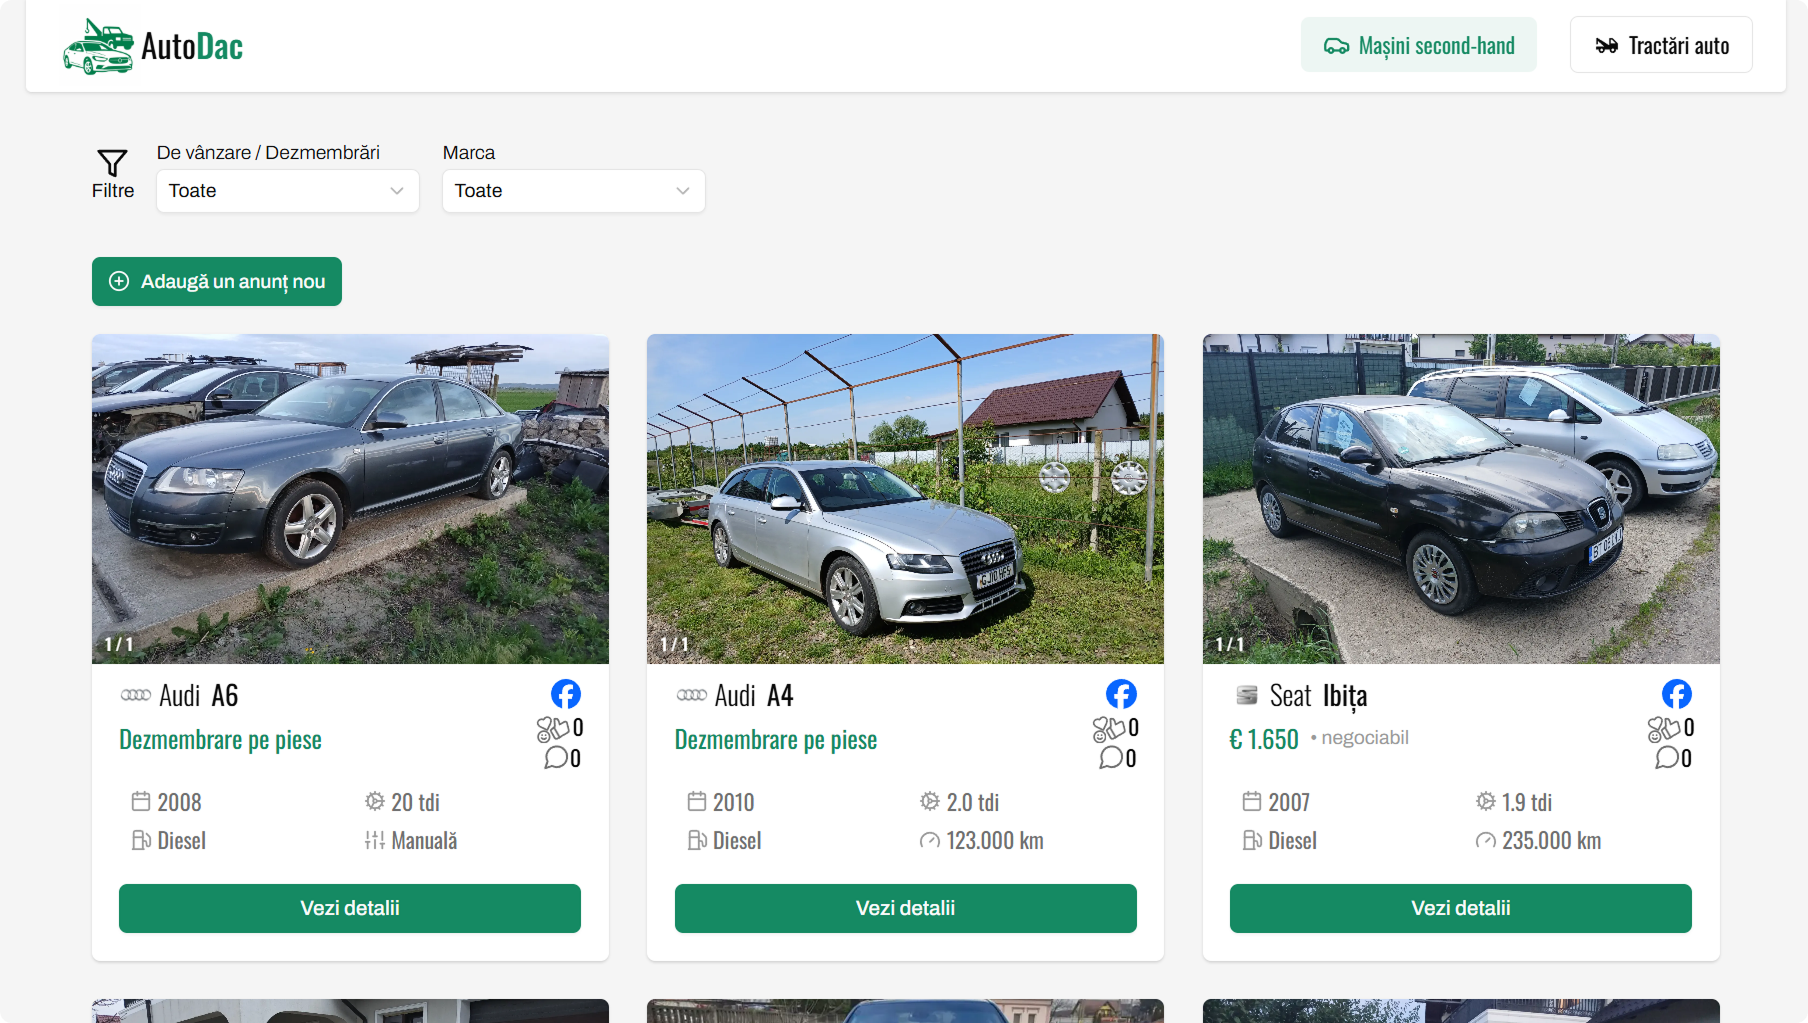 AutoDac
Mașini second-hand
Tractări auto
Filtre
De vânzare / Dezmembrări
Toate
Marca
Toate
Adaugă un anunț nou
1 / 1
Audi A6
Dezmembrare pe piese
0
0
2008
20 tdi
Diesel
Manuală
Vezi detalii
1 / 1
Audi A4
Dezmembrare pe piese
0
0
2010
2.0 tdi
Diesel
123.000 km
Vezi detalii
1 / 1
Seat Ibița
€ 1.650 • negociabil
0
0
2007
1.9 tdi
Diesel
235.000 km
Vezi detalii